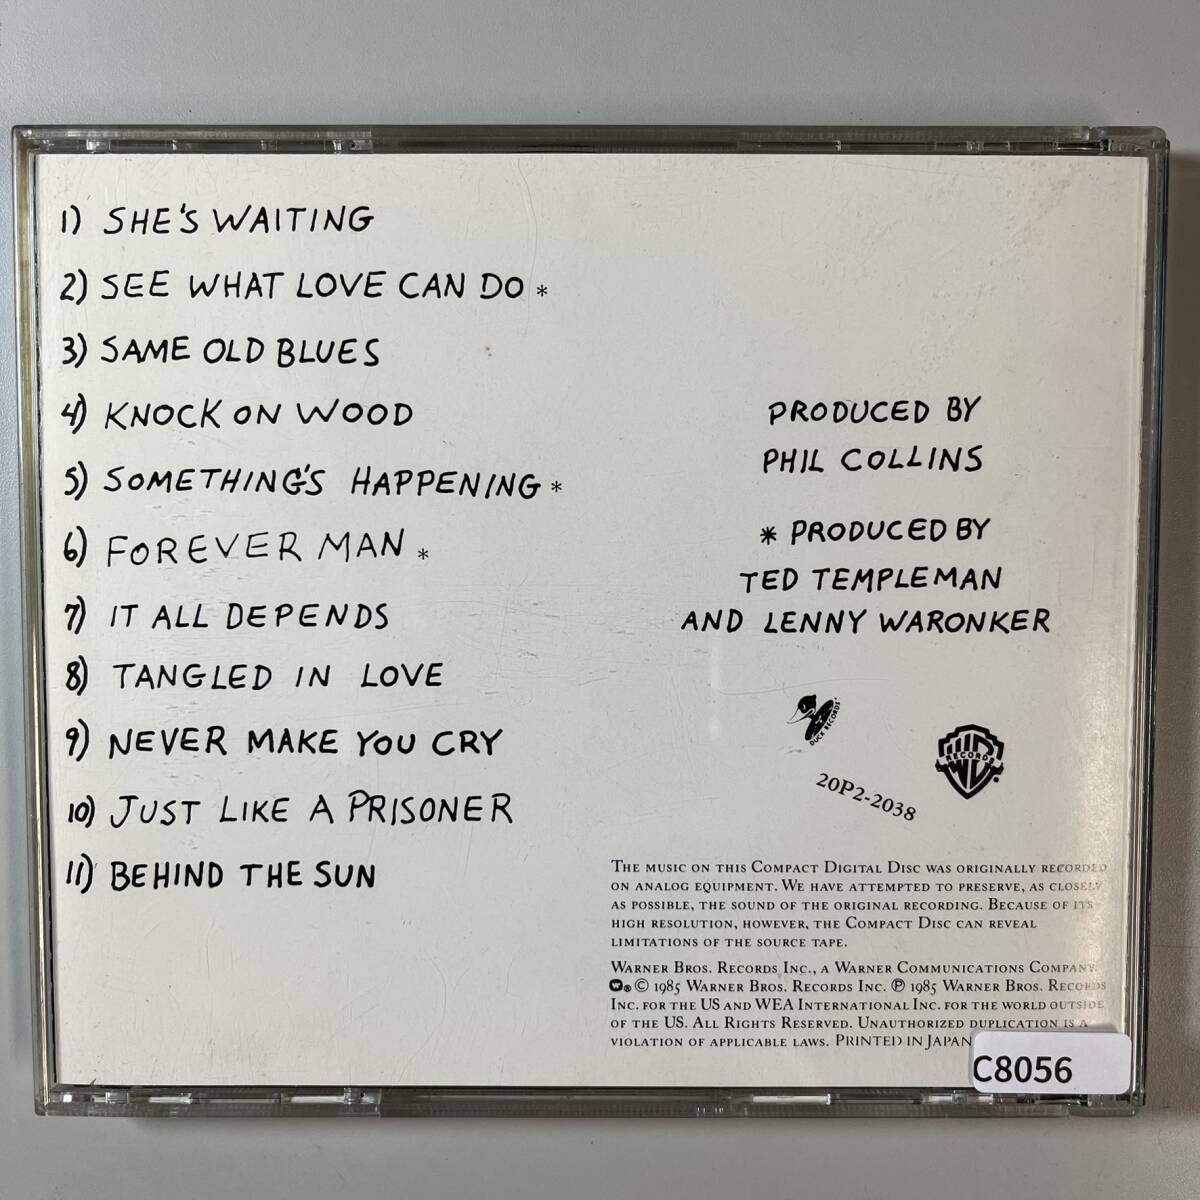 1) SHE'S WAITING
2) SEE WHAT LOVE CAN DO *
3) SAME OLD BLUES
4) KNOCK ON WOOD
5) SOMETHING'S HAPPENING *
6) FOREVER MAN *
7) IT ALL DEPENDS
8) TANGLED IN LOVE
9) NEVER MAKE YOU CRY
10) JUST LIKE A PRISONER
11) BEHIND THE SUN
PRODUCED BY
PHIL COLLINS
* PRODUCED BY
TED TEMPLEMAN
AND LENNY WARONKER
DUCK RECORDS
WB RECORDS ®
20P2-2038
THE MUSIC ON THIS COMPACT DIGITAL DISC WAS ORIGINALLY RECORDED
ON ANALOG EQUIPMENT. WE HAVE ATTEMPTED TO PRESERVE, AS CLOSELY
AS POSSIBLE, THE SOUND OF THE ORIGINAL RECORDING. BECAUSE OF ITS
HIGH RESOLUTION, HOWEVER, THE COMPACT DISC CAN REVEAL
LIMITATIONS OF THE SOURCE TAPE.
WARNER BROS. RECORDS INC., A WARNER COMMUNICATIONS COMPANY.
® © 1985 WARNER BROS. RECORDS INC. ℗ 1985 WARNER BROS. RECORDS
INC. FOR THE US AND WEA INTERNATIONAL INC. FOR THE WORLD OUTSIDE
OF THE US. ALL RIGHTS RESERVED. UNAUTHORIZED DUPLICATION IS A
VIOLATION OF APPLICABLE LAWS. PRINTED IN JAPAN
C8056